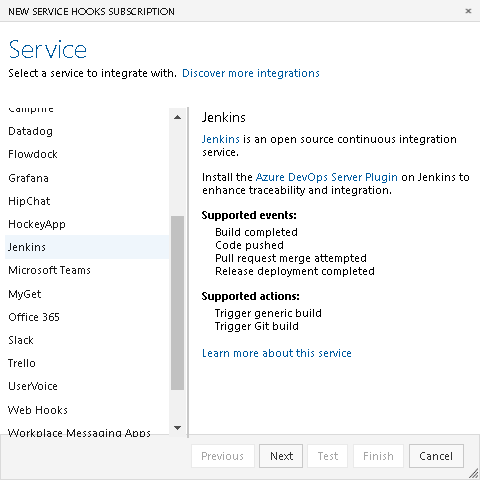 NEW SERVICE HOOKS SUBSCRIPTION
Service
Select a service to integrate with. Discover more integrations
Campfire
Datadog
Flowdock
Grafana
HipChat
HockeyApp
Jenkins
Microsoft Teams
MyGet
Office 365
Slack
Trello
UserVoice
Web Hooks
Workplace Messaging Apps
Jenkins
Jenkins is an open source continuous integration
service.
Install the Azure DevOps Server Plugin on Jenkins to
enhance traceability and integration.
Supported events:
Build completed
Code pushed
Pull request merge attempted
Release deployment completed
Supported actions:
Trigger generic build
Trigger Git build
Learn more about this service
Previous
Next
Test
Finish
Cancel